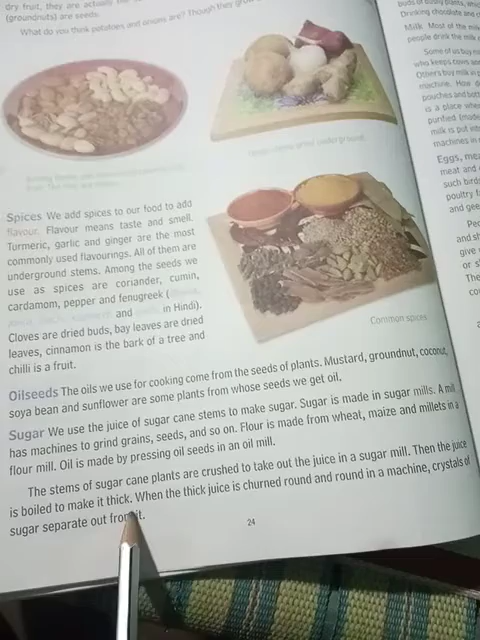 dry fruit, they are actually
(groundnuts) are seeds.
What do you think potatoes and onions are? Though they grow
Spices We add spices to our food to add
flavour. Flavour means taste and smell.
Turmeric, garlic and ginger are the most
commonly used flavourings. All of them are
underground stems. Among the seeds we
use as spices are coriander, cumin,
cardamom, pepper and fenugreek (
and in Hindi).
Cloves are dried buds, bay leaves are dried
leaves, cinnamon is the bark of a tree and
chilli is a fruit.
Common spices
Oilseeds The oils we use for cooking come from the seeds of plants. Mustard, groundnut, coconut,
soya bean and sunflower are some plants from whose seeds we get oil.
Sugar We use the juice of sugar cane stems to make sugar. Sugar is made in sugar mills. A mill
has machines to grind grains, seeds, and so on. Flour is made from wheat, maize and millets in a
flour mill. Oil is made by pressing oil seeds in an oil mill.
The stems of sugar cane plants are crushed to take out the juice in a sugar mill. Then the juice
is boiled to make it thick. When the thick juice is churned round and round in a machine, crystals of
sugar separate out from it.
24
Drinking chocolate and
Milk Most of the milk
people drink the milk
Some of us buy
who keeps cows
Others buy milk in
machine. How
pouches and
is a place
purified
milk is put
machines in
Eggs,
meat and
such birds
poultry
and
and
give
or
The